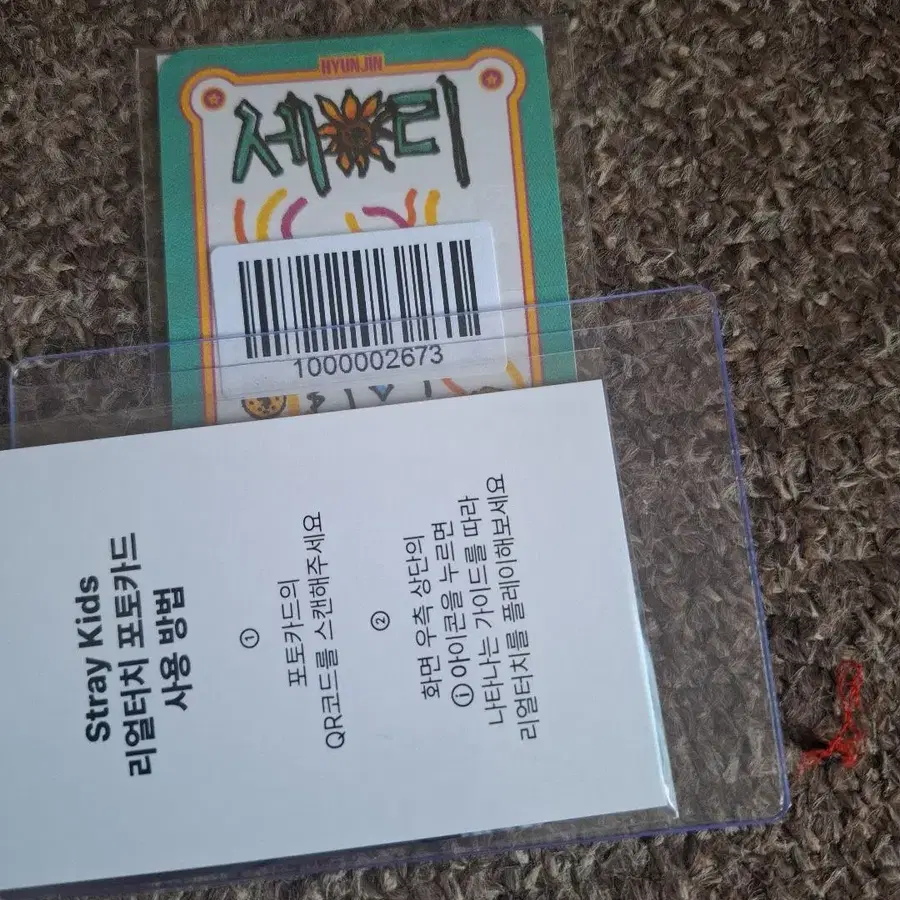 HYUNJIN
세리
1000002673
Stray Kids
리얼터치 포토카드
사용 방법
①
포토카드의
QR코드를 스캔해주세요
②
화면 우측 상단의
ⓘ 아이콘을 누르면
나타나는 가이드를 따라
리얼터치를 플레이해보세요